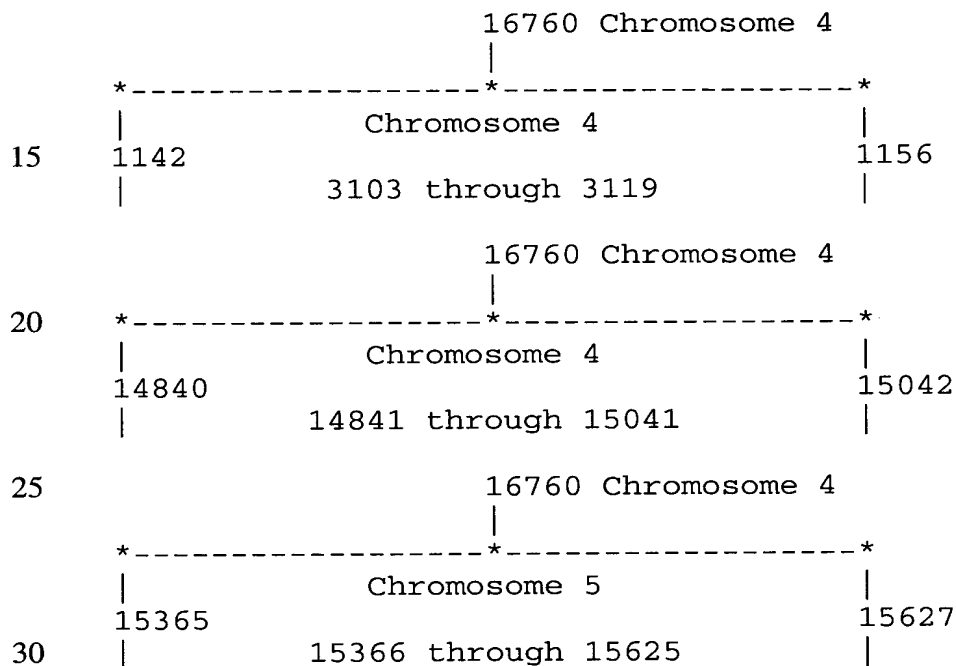 16760 Chromosome 4
|
*-------------------*-------------------*
| Chromosome 4 |
15 1142 1156
| 3103 through 3119 |
16760 Chromosome 4
|
20 *-------------------*-------------------*
| Chromosome 4 |
14840 15042
| 14841 through 15041 |
25 16760 Chromosome 4
|
*-------------------*-------------------*
| Chromosome 5 |
15365 15627
30 | 15366 through 15625 |